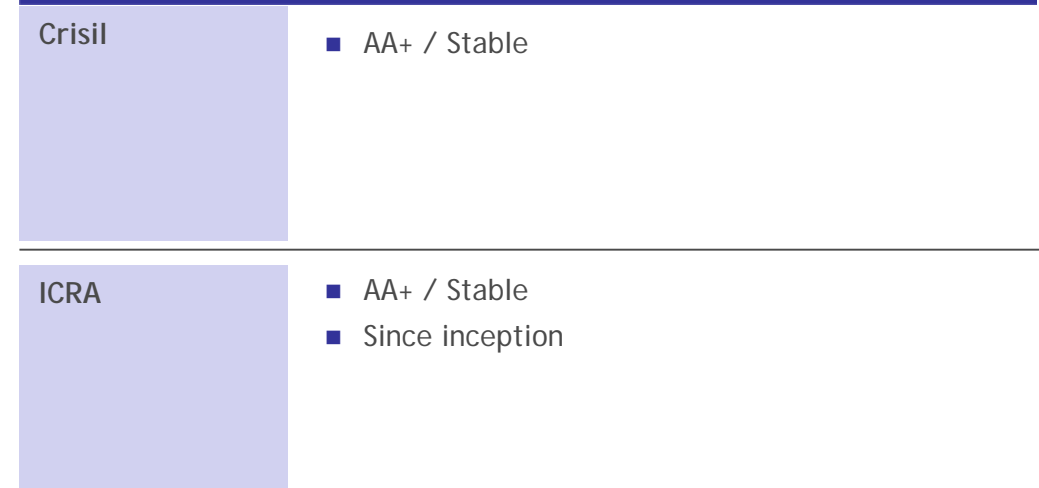 Crisil
■ AA+ / Stable
ICRA
■ AA+ / Stable
■ Since inception